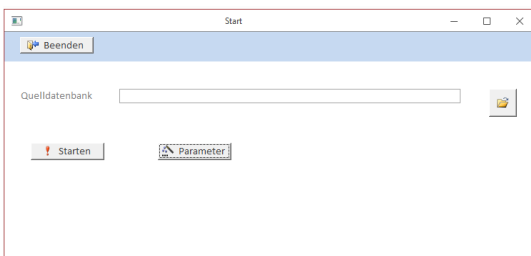 Start
Beenden
Quelldatenbank
Starten
Parameter